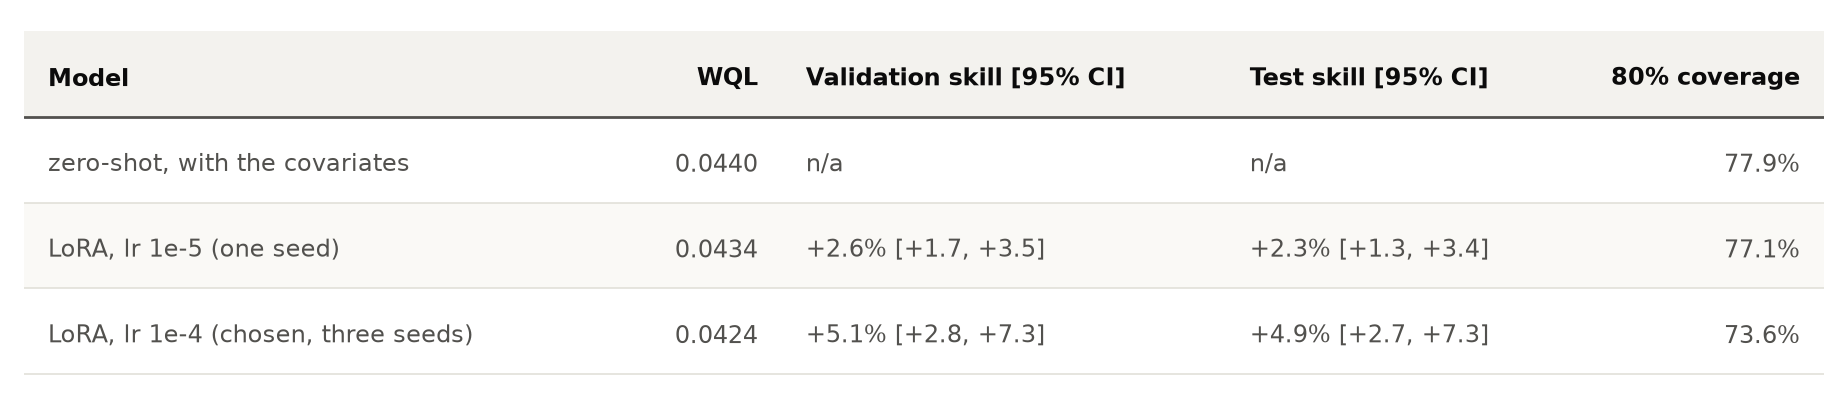 Model WQL Validation skill [95% CI] Test skill [95% CI] 80% coverage
zero-shot, with the covariates 0.0440 n/a n/a 77.9%
LoRA, lr 1e-5 (one seed) 0.0434 +2.6% [+1.7, +3.5] +2.3% [+1.3, +3.4] 77.1%
LoRA, lr 1e-4 (chosen, three seeds) 0.0424 +5.1% [+2.8, +7.3] +4.9% [+2.7, +7.3] 73.6%